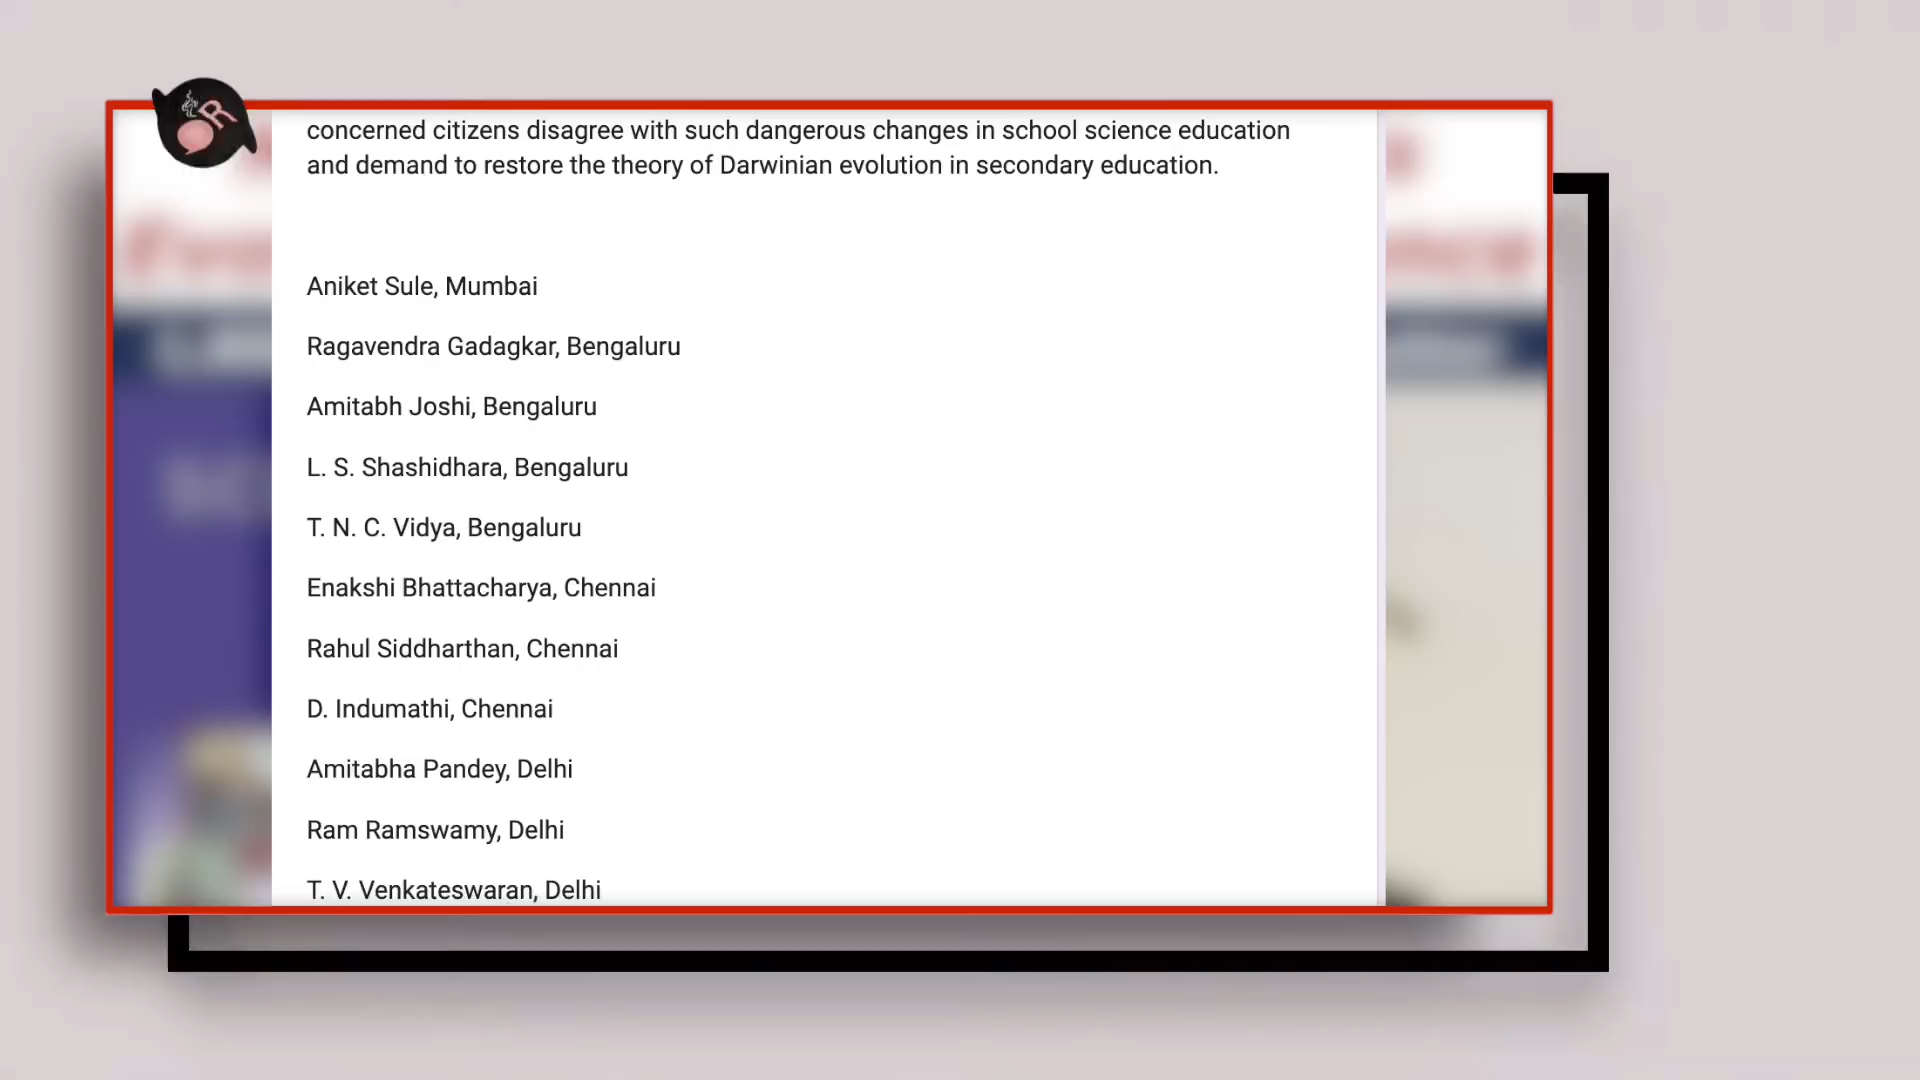 concerned citizens disagree with such dangerous changes in school science education
and demand to restore the theory of Darwinian evolution in secondary education.
Aniket Sule, Mumbai
Ragavendra Gadagkar, Bengaluru
Amitabh Joshi, Bengaluru
L. S. Shashidhara, Bengaluru
T. N. C. Vidya, Bengaluru
Enakshi Bhattacharya, Chennai
Rahul Siddharthan, Chennai
D. Indumathi, Chennai
Amitabha Pandey, Delhi
Ram Ramswamy, Delhi
T. V. Venkateswaran, Delhi